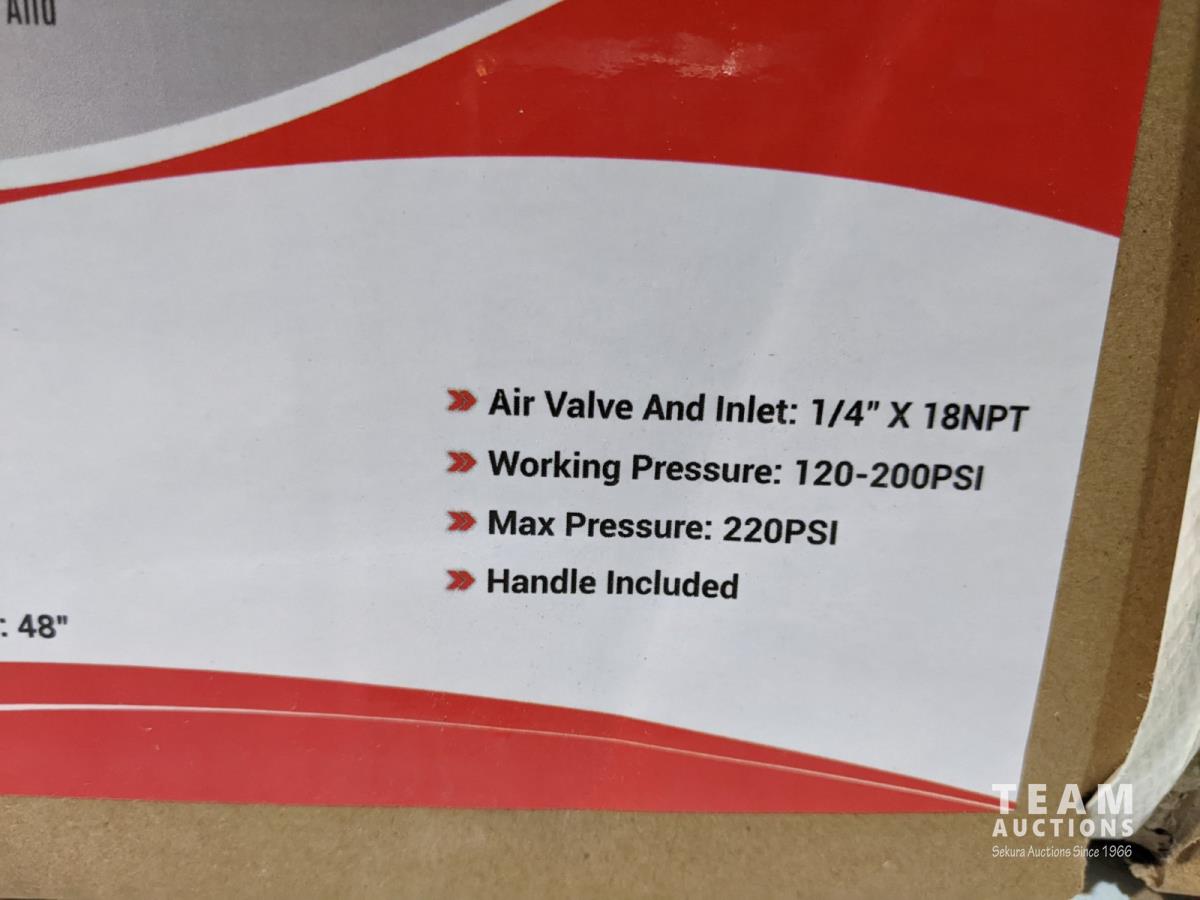 And
Air Valve And Inlet: 1/4" X 18NPT
Working Pressure: 120-200PSI
Max Pressure: 220PSI
Handle Included
: 48"
TEAM
AUCTIONS
Sekura Auctions Since 1966